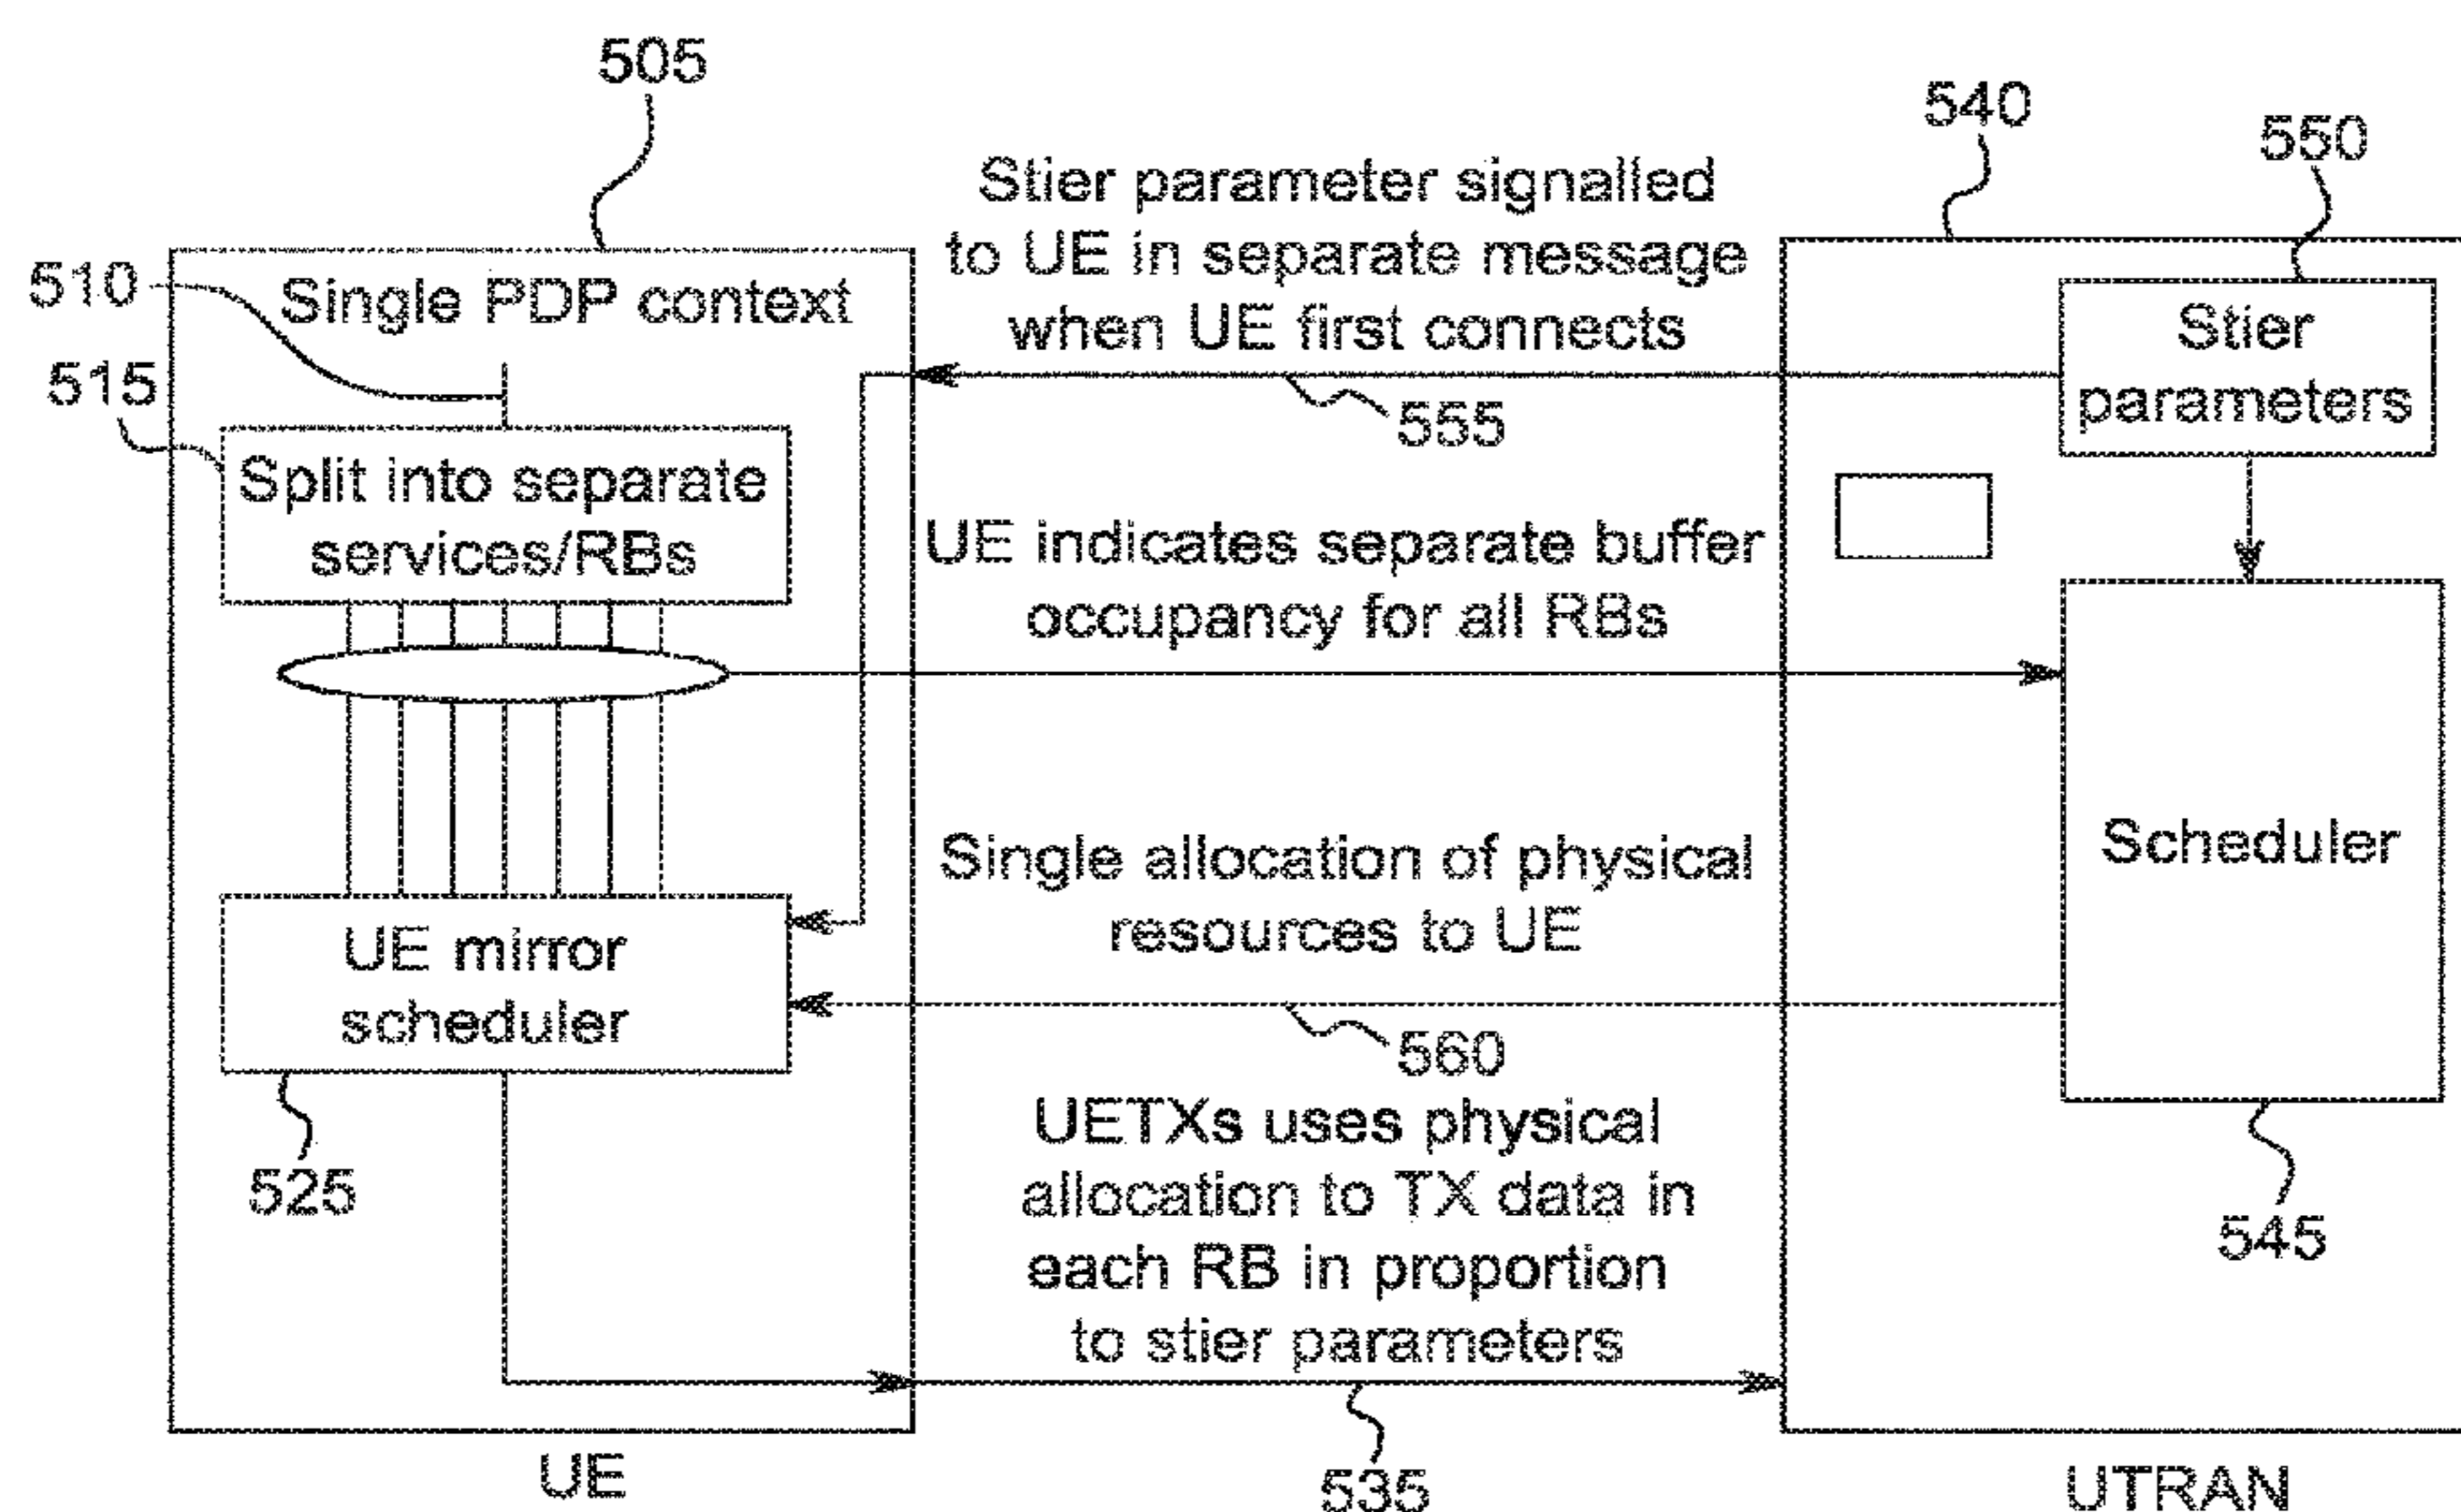 505
540
550
Stier parameter signalled
to UE in separate message
when UE first connects
510
Single PDP context
Stier
parameters
515
555
Split into separate
services/RBs
UE indicates separate buffer
occupancy for all RBs
Single allocation of physical
resources to UE
Scheduler
UE mirror
scheduler
560
UETXs uses physical
allocation to TX data in
each RB in proportion
to stier parameters
525
545
UE
535
UTRAN